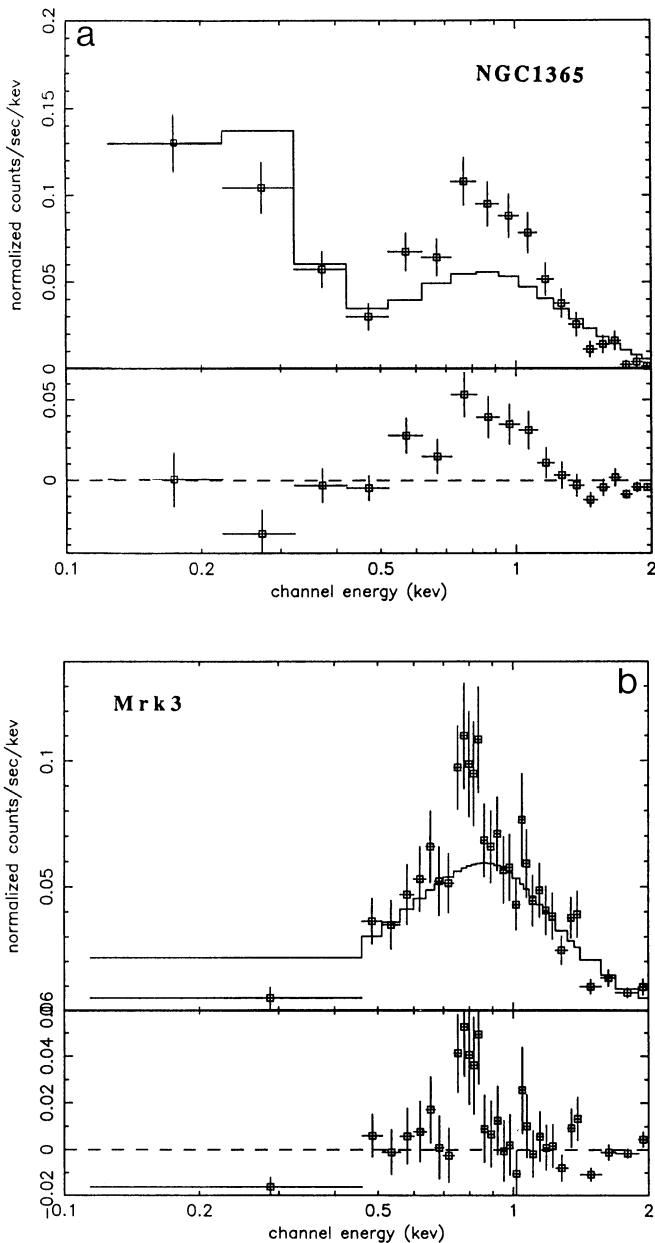 a
NGC1365
normalized counts/sec/kev
0.2
0.15
0.1
0.05
0
0.05
0
0.1 0.2 0.5 1 2
channel energy (kev)
b
Mrk3
normalized counts/sec/kev
0.1
0.05
0.04
0.02
0
−0.02
0.1 0.2 0.5 1 2
channel energy (kev)